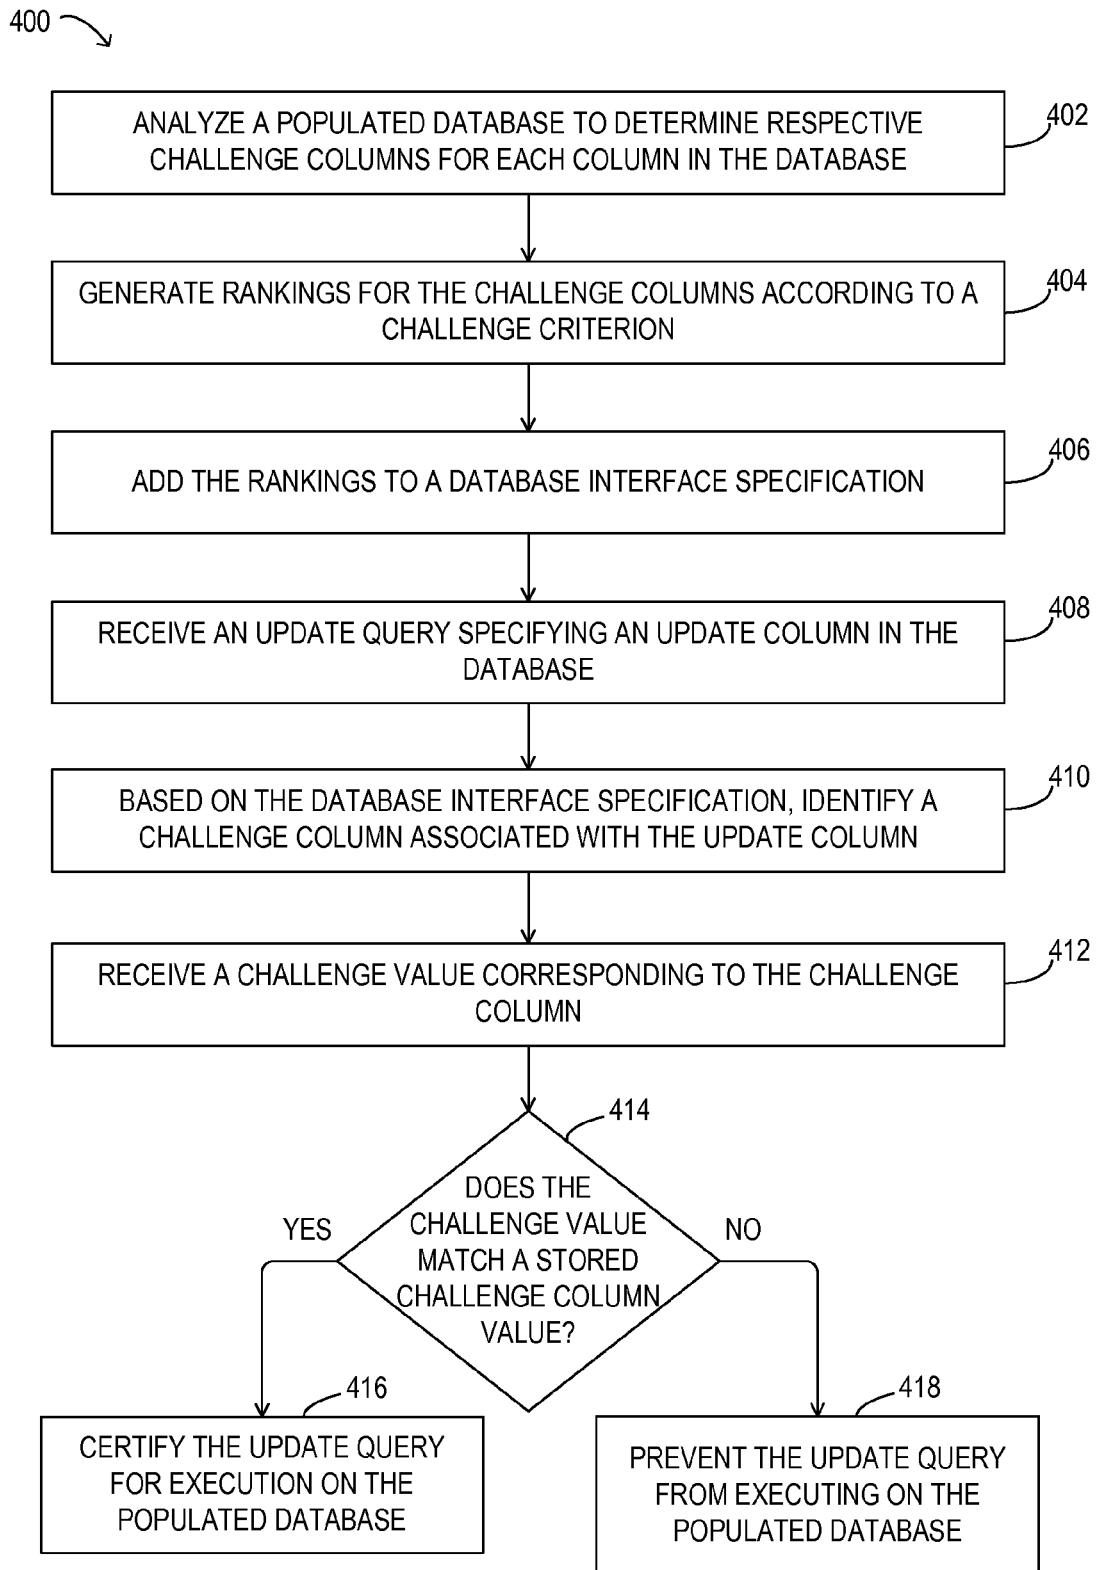 400
ANALYZE A POPULATED DATABASE TO DETERMINE RESPECTIVE
CHALLENGE COLUMNS FOR EACH COLUMN IN THE DATABASE
402
GENERATE RANKINGS FOR THE CHALLENGE COLUMNS ACCORDING TO A
CHALLENGE CRITERION
404
ADD THE RANKINGS TO A DATABASE INTERFACE SPECIFICATION
406
RECEIVE AN UPDATE QUERY SPECIFYING AN UPDATE COLUMN IN THE
DATABASE
408
BASED ON THE DATABASE INTERFACE SPECIFICATION, IDENTIFY A
CHALLENGE COLUMN ASSOCIATED WITH THE UPDATE COLUMN
410
RECEIVE A CHALLENGE VALUE CORRESPONDING TO THE CHALLENGE
COLUMN
412
414
DOES THE
CHALLENGE VALUE
MATCH A STORED
CHALLENGE COLUMN
VALUE?
YES
NO
416
CERTIFY THE UPDATE QUERY
FOR EXECUTION ON THE
POPULATED DATABASE
418
PREVENT THE UPDATE QUERY
FROM EXECUTING ON THE
POPULATED DATABASE